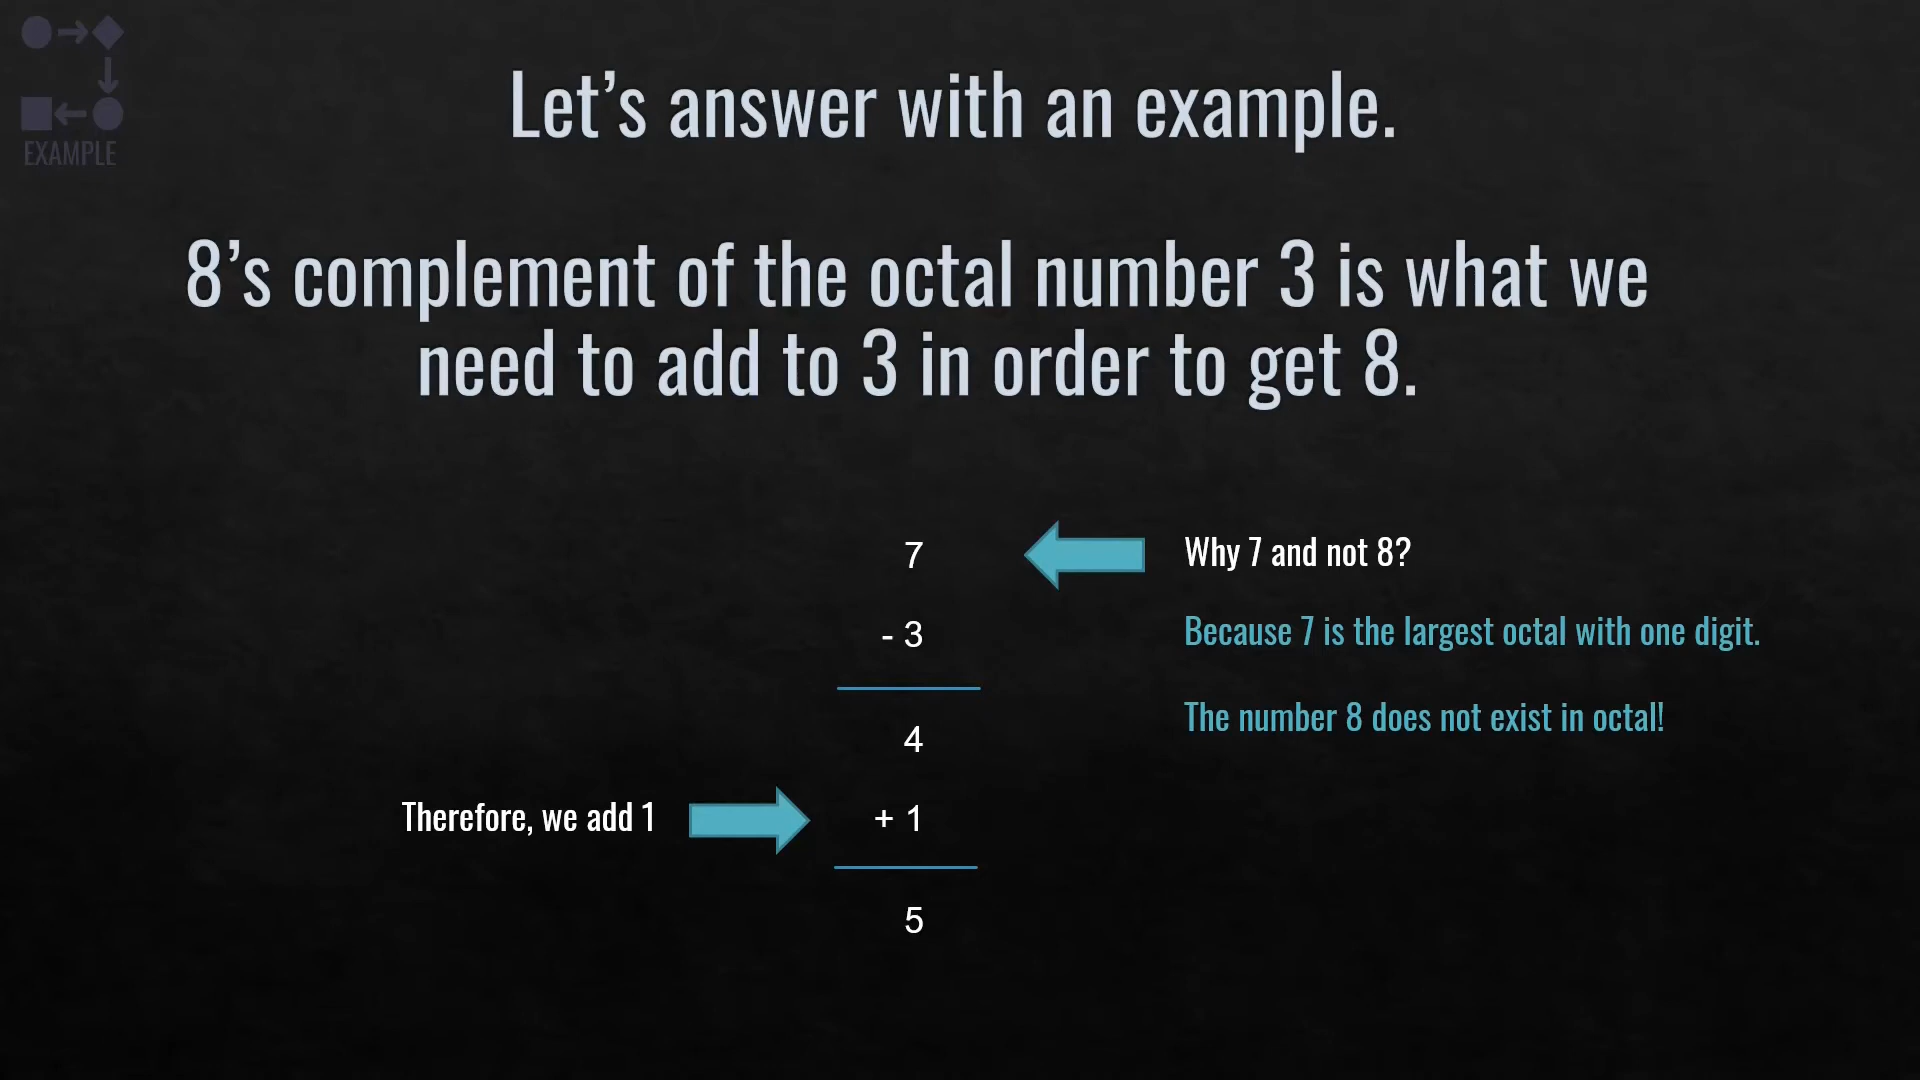 EXAMPLE
Let’s answer with an example.
8’s complement of the octal number 3 is what we
need to add to 3 in order to get 8.
7
Why 7 and not 8?
- 3
Because 7 is the largest octal with one digit.
The number 8 does not exist in octal!
4
Therefore, we add 1
+ 1
5